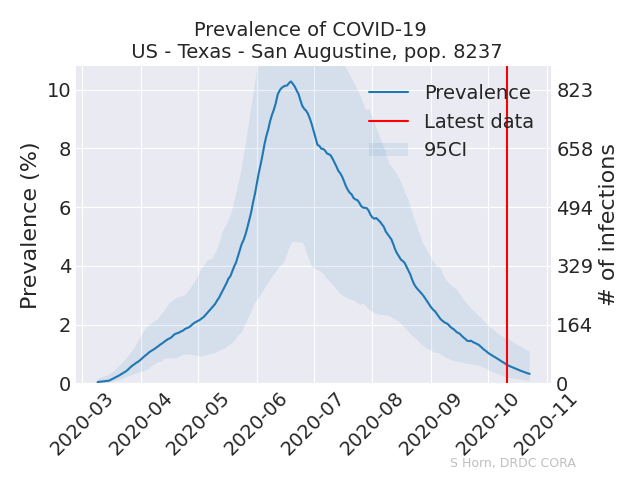 Prevalence of COVID-19
US - Texas - San Augustine, pop. 8237
Prevalence (%)
10
8
6
4
2
0
Prevalence
Latest data
95CI
823
658
494
329
164
0
# of infections
2020-03
2020-04
2020-05
2020-06
2020-07
2020-08
2020-09
2020-10
2020-11
S Horn, DRDC CORA